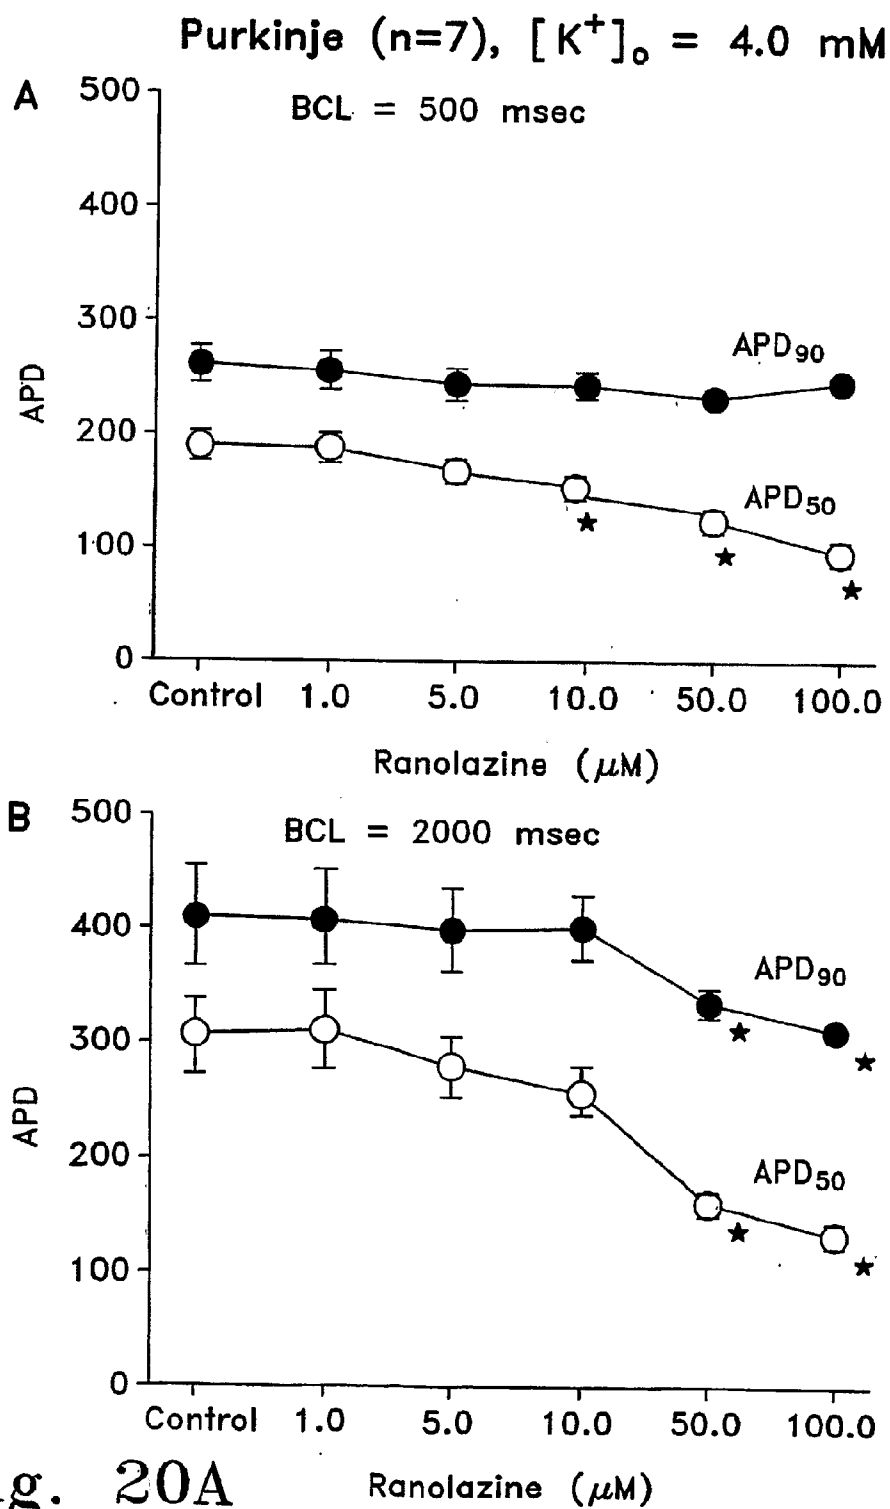 Purkinje (n=7), [K⁺]ₒ = 4.0 mM
A
BCL = 500 msec
500
400
300
200
100
0
APD
APD₉₀
APD₅₀
★
★
★
Control 1.0 5.0 10.0 50.0 100.0
Ranolazine (μM)
B
BCL = 2000 msec
500
400
300
200
100
0
APD
APD₉₀
★
★
APD₅₀
★
★
Control 1.0 5.0 10.0 50.0 100.0
Ranolazine (μM)
g. 20A